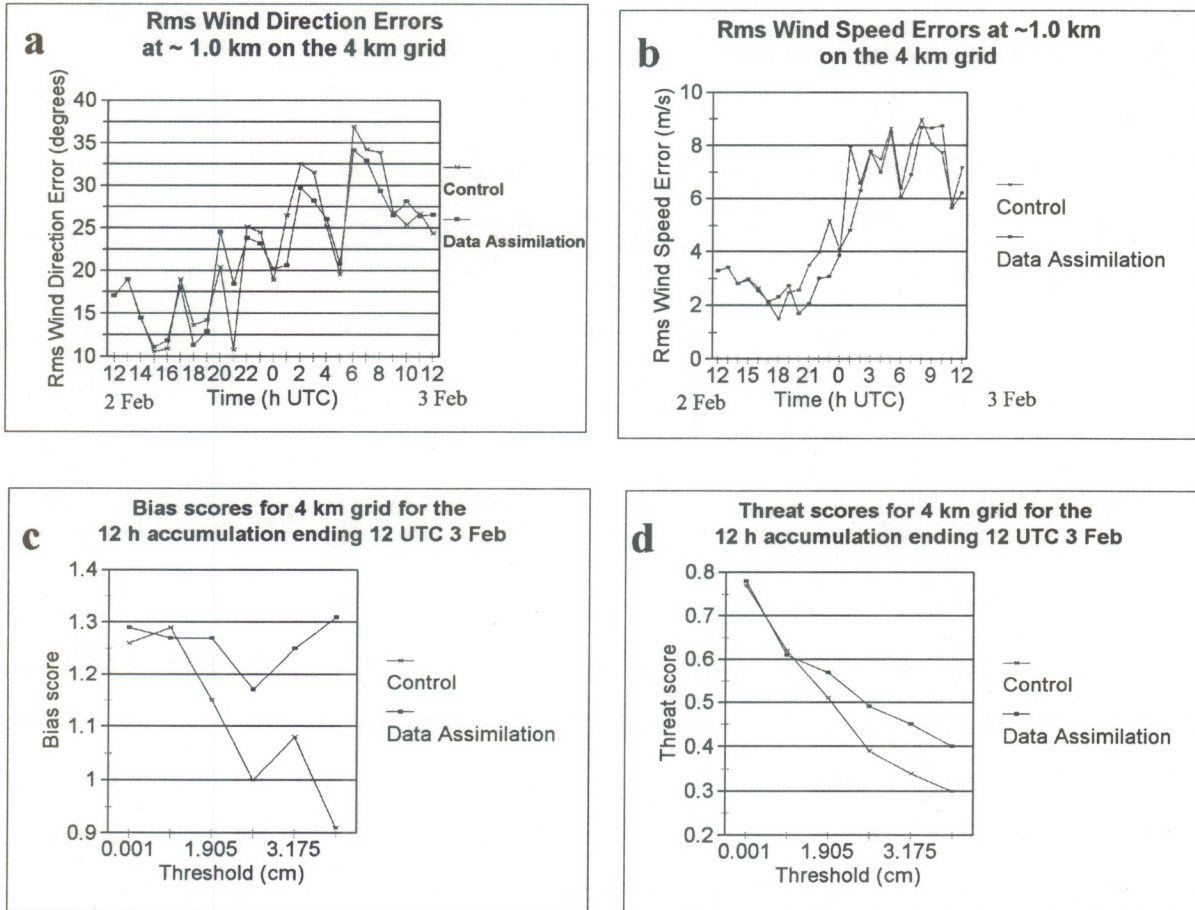 a
Rms Wind Direction Errors
at ~ 1.0 km on the 4 km grid
Rms Wind Direction Error (degrees)
40
35
30
25
20
15
10
12 14 16 18 20 22 0 2 4 6 8 10 12
2 Feb
Time (h UTC)
3 Feb
Control
Data Assimilation
b
Rms Wind Speed Errors at ~1.0 km
on the 4 km grid
Rms Wind Speed Error (m/s)
10
8
6
4
2
0
12 15 18 21 0 3 6 9 12
2 Feb
Time (h UTC)
3 Feb
Control
Data Assimilation
c
Bias scores for 4 km grid for the
12 h accumulation ending 12 UTC 3 Feb
Bias score
1.4
1.3
1.2
1.1
1
0.9
0.001 1.905 3.175
Threshold (cm)
Control
Data Assimilation
d
Threat scores for 4 km grid for the
12 h accumulation ending 12 UTC 3 Feb
Threat score
0.8
0.7
0.6
0.5
0.4
0.3
0.2
0.001 1.905 3.175
Threshold (cm)
Control
Data Assimilation